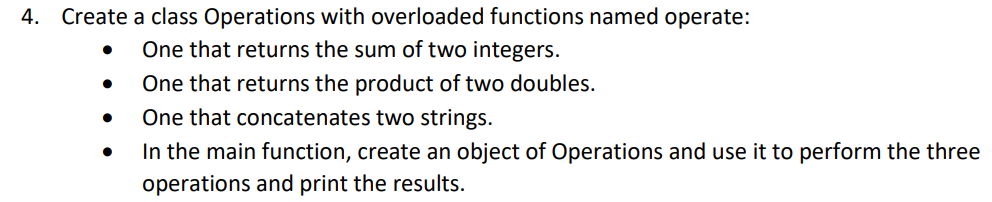 4. Create a class Operations with overloaded functions named operate:
• One that returns the sum of two integers.
• One that returns the product of two doubles.
• One that concatenates two strings.
• In the main function, create an object of Operations and use it to perform the three
operations and print the results.